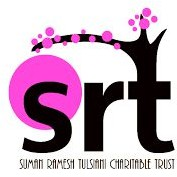 srt
SUMAN RAMESH TULSIANI CHARITABLE TRUST